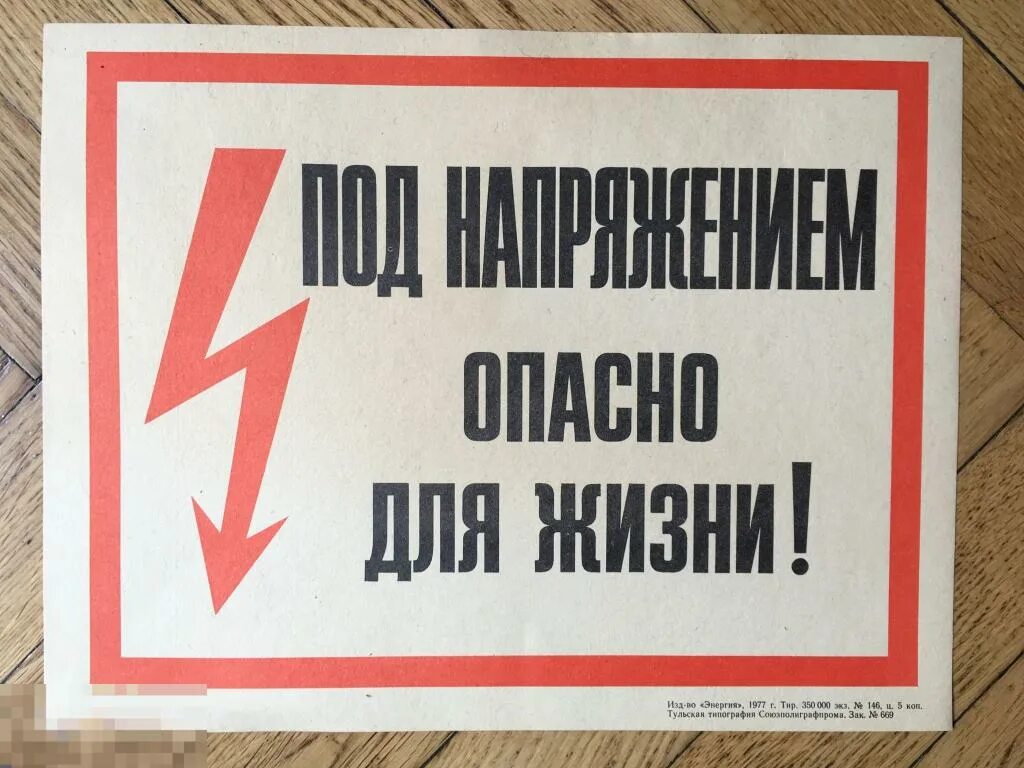 ПОД НАПРЯЖЕНИЕМ
ОПАСНО
ДЛЯ ЖИЗНИ!
Изд-во «Энергия», 1977 г. Тир. 350 000 экз. № 146, ц. 5 коп.
Тульская типография Союзполиграфпрома. Зак. № 669